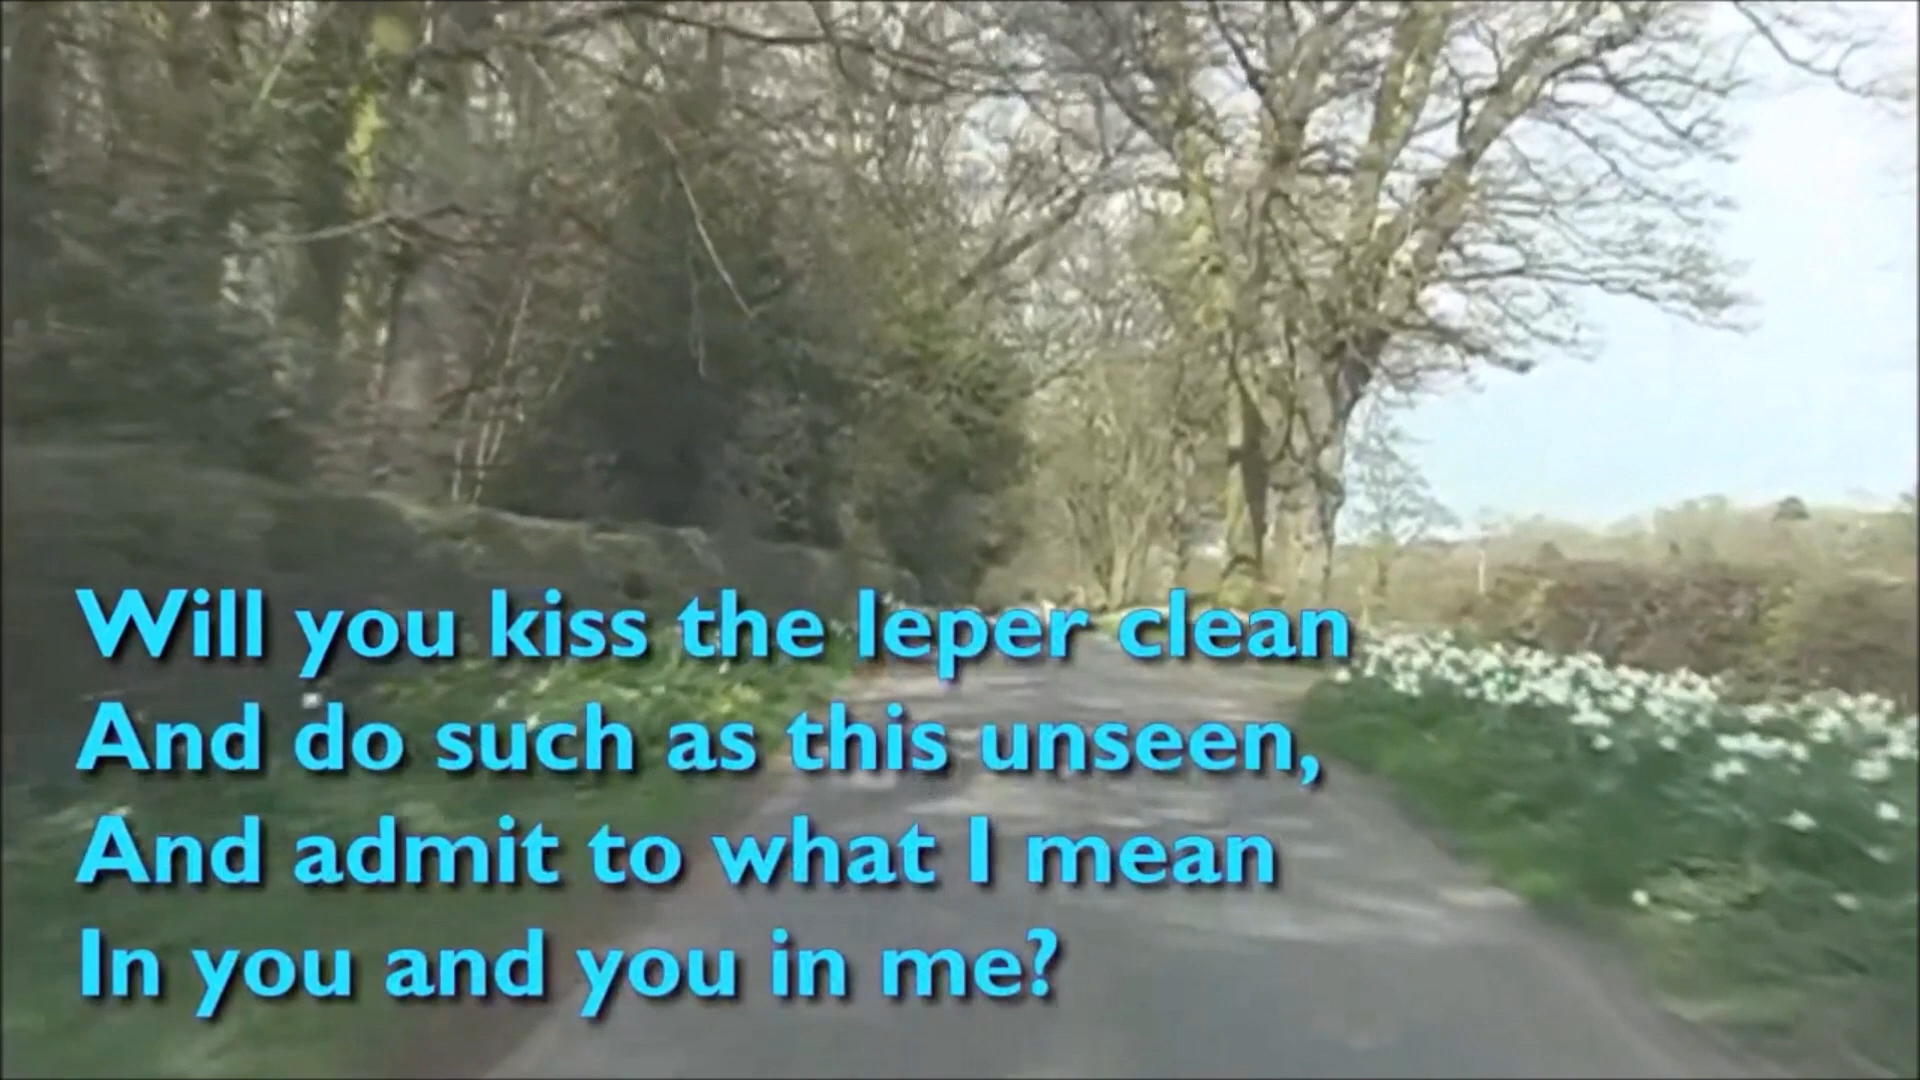 Will you kiss the leper clean
And do such as this unseen,
And admit to what I mean
In you and you in me?